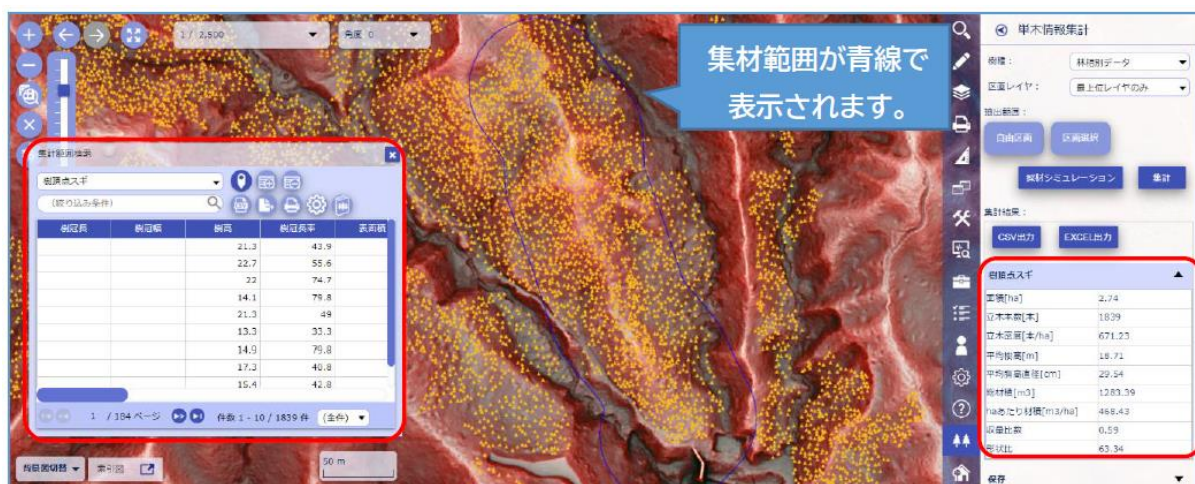 1 / 2,500
角度 0
集材範囲が青線で
表示されます。
集計範囲検索
樹頂点スギ
(絞り込み条件)
樹冠長 樹冠幅 樹高 樹冠長率 表面積
21.3 43.9
22.7 55.6
22 74.7
14.1 79.8
21.3 49
13.3 33.3
14.9 79.8
17.3 40.8
15.4 42.8
1 / 184 ページ 件数 1 - 10 / 1839 件 (全件)
背景図切替 索引図
50 m
単木情報集計
樹種: 林相別データ
区画レイヤ: 最上位レイヤのみ
抽出範囲:
自由区画 区画選択
集材シミュレーション 集計
集計結果:
CSV出力 EXCEL出力
樹頂点スギ
面積[ha] 2.74
立木本数[本] 1839
立木密度[本/ha] 671.23
平均樹高[m] 18.71
平均胸高直径[cm] 29.54
総材積[m3] 1283.39
haあたり材積[m3/ha] 468.43
収量比数 0.59
形状比 63.34
保存